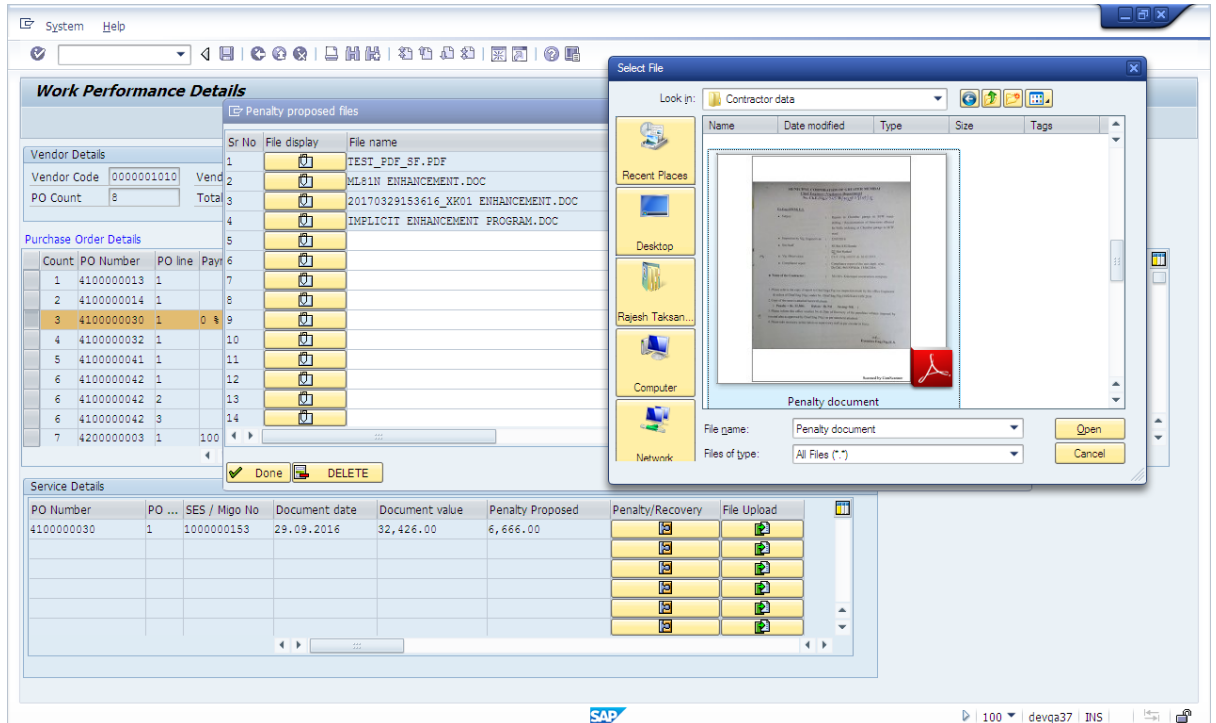 System Help
Work Performance Details
Vendor Details
Vendor Code 0000001010 Vend
PO Count 8 Total
Purchase Order Details
Count PO Number PO line Payr
1 4100000013 1
2 4100000014 1
3 4100000030 1 0 %
4 4100000032 1
5 4100000041 1
6 4100000042 1
6 4100000042 2
6 4100000042 3
7 4200000003 1 100
Penalty proposed files
Sr No File display File name
1 TEST_PDF_SF.PDF
2 ML81N ENHANCEMENT.DOC
3 20170329153616_XK01 ENHANCEMENT.DOC
4 IMPLICIT ENHANCEMENT PROGRAM.DOC
5
6
7
8
9
10
11
12
13
14
Done DELETE
Select File
Look in: Contractor data
Name Date modified Type Size Tags
Recent Places
Desktop
Rajesh Taksan...
Computer
Network
Penalty document
File name: Penalty document Open
Files of type: All Files (*.*) Cancel
Service Details
PO Number PO ... SES / Migo No Document date Document value Penalty Proposed Penalty/Recovery File Upload
4100000030 1 1000000153 29.09.2016 32,426.00 6,666.00
SAP
100 devqa37 INS